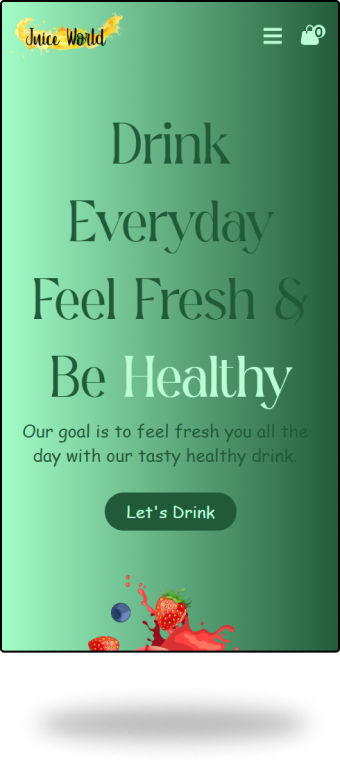 Juice World
0
Drink
Everyday
Feel Fresh &
Be Healthy
Our goal is to feel fresh you all the
day with our tasty healthy drink.
Let's Drink